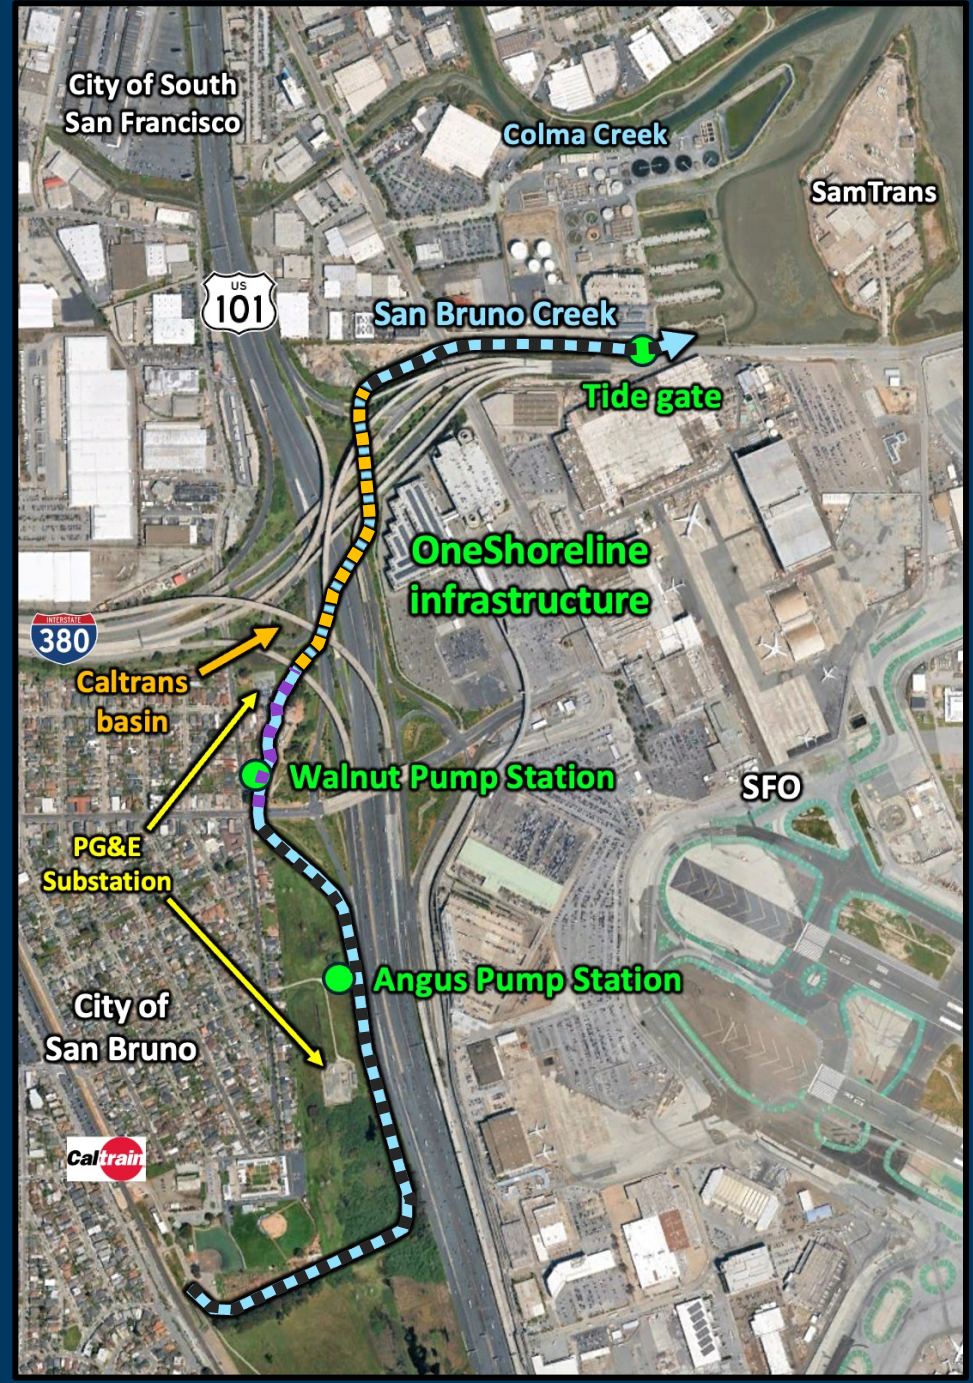 City of South
San Francisco
Colma Creek
SamTrans
US
101
San Bruno Creek
Tide gate
OneShoreline
infrastructure
INTERSTATE
380
Caltrans
basin
Walnut Pump Station
SFO
PG&E
Substation
Angus Pump Station
City of
San Bruno
Caltrain